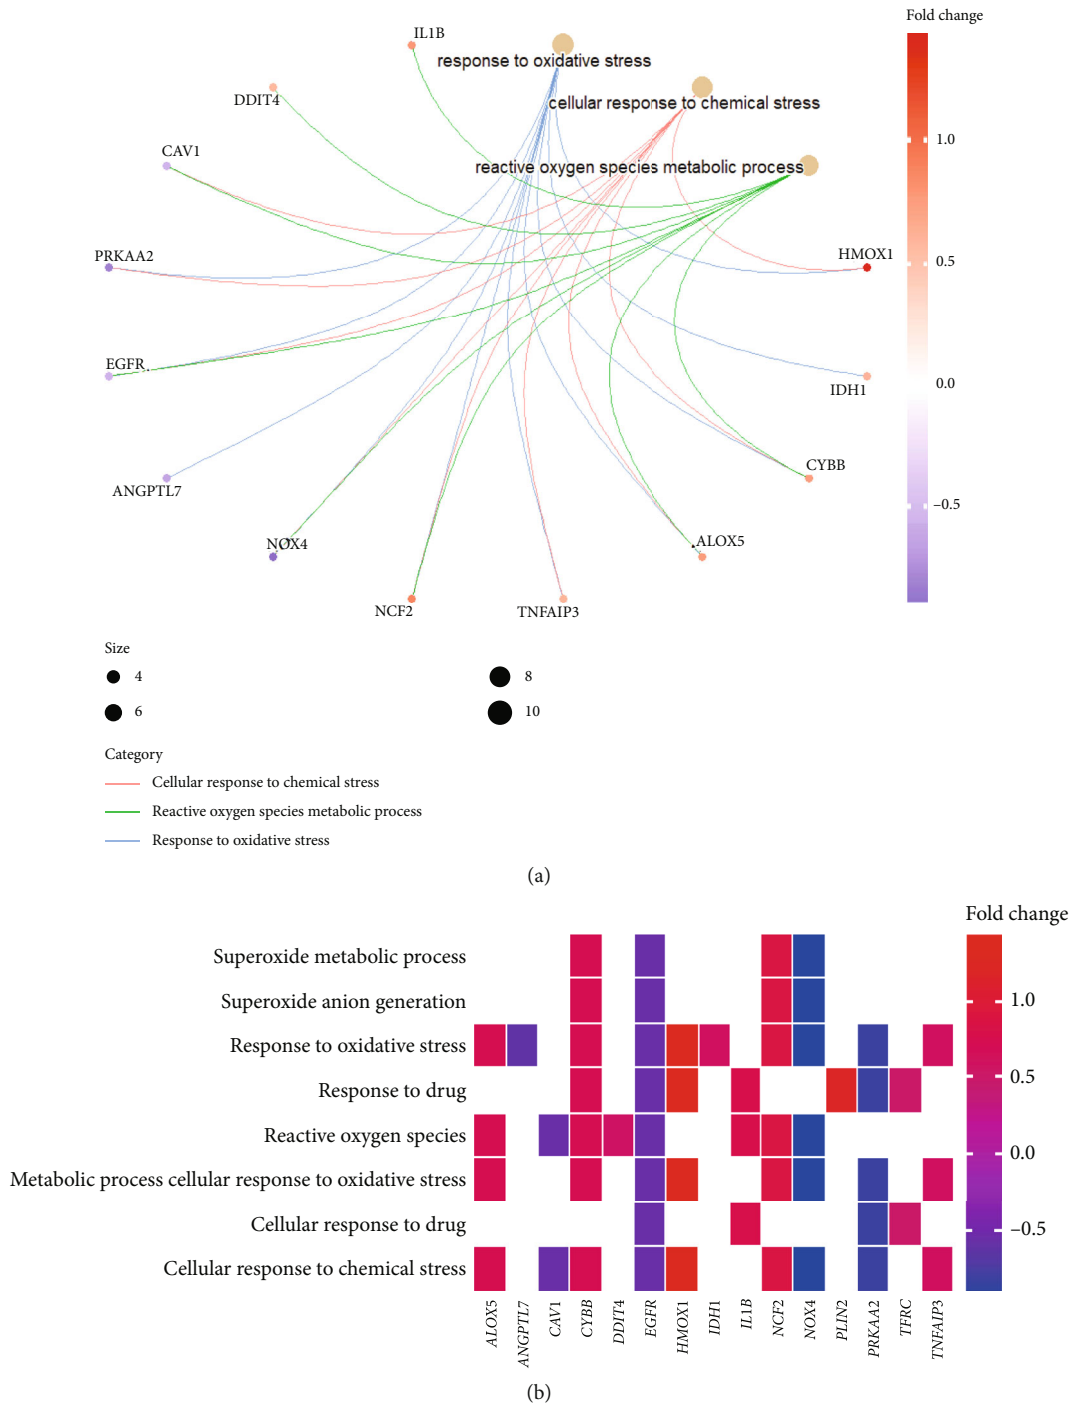 Fold change
IL1B
response to oxidative stress
DDIT4
cellular response to chemical stress
1.0
CAV1
reactive oxygen species metabolic process
PRKAA2
HMOX1
0.5
EGFR
IDH1
0.0
CYBB
ANGPTL7
−0.5
NOX4
ALOX5
NCF2
TNFAIP3
Size
4
8
6
10
Category
Cellular response to chemical stress
Reactive oxygen species metabolic process
Response to oxidative stress
(a)
Fold change
Superoxide metabolic process
Superoxide anion generation
1.0
Response to oxidative stress
Response to drug
0.5
Reactive oxygen species
0.0
Metabolic process cellular response to oxidative stress
Cellular response to drug
−0.5
Cellular response to chemical stress
ALOX5
ANGPTL7
CAV1
CYBB
DDIT4
EGFR
HMOX1
IDH1
IL1B
NCF2
NOX4
PLIN2
PRKAA2
TFRC
TNFAIP3
(b)